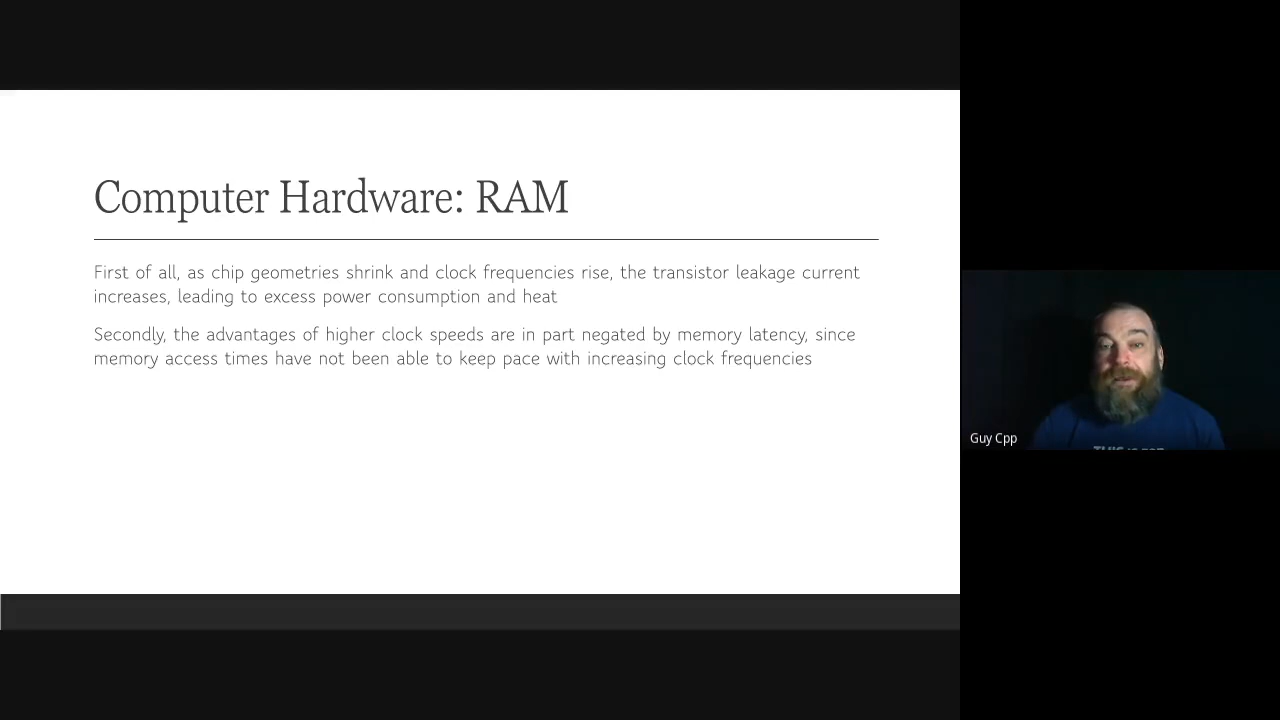 Computer Hardware: RAM
First of all, as chip geometries shrink and clock frequencies rise, the transistor leakage current
increases, leading to excess power consumption and heat
Secondly, the advantages of higher clock speeds are in part negated by memory latency, since
memory access times have not been able to keep pace with increasing clock frequencies
Guy Cpp
THIS IS FOR